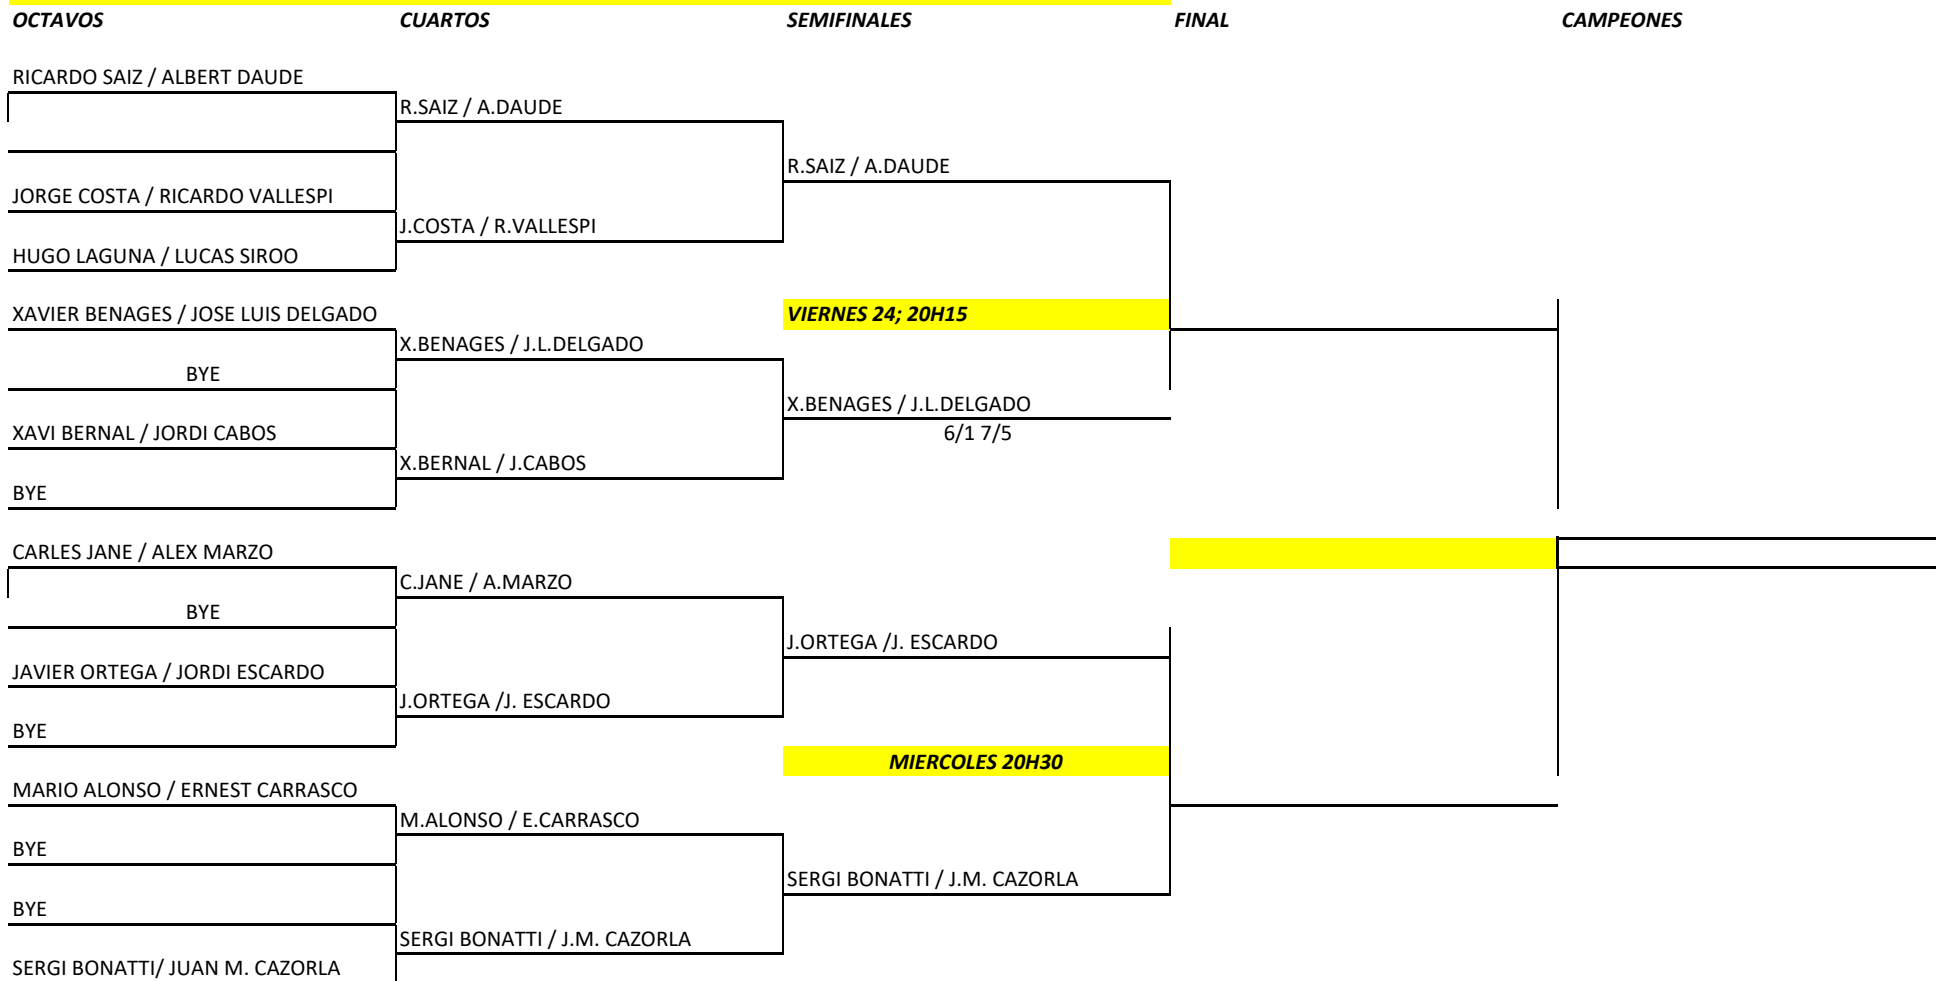 OCTAVOS
CUARTOS
SEMIFINALES
FINAL
CAMPEONES
RICARDO SAIZ / ALBERT DAUDE
R.SAIZ / A.DAUDE
R.SAIZ / A.DAUDE
JORGE COSTA / RICARDO VALLESPI
J.COSTA / R.VALLESPI
HUGO LAGUNA / LUCAS SIROO
XAVIER BENAGES / JOSE LUIS DELGADO
VIERNES 24; 20H15
X.BENAGES / J.L.DELGADO
BYE
X.BENAGES / J.L.DELGADO
XAVI BERNAL / JORDI CABOS
6/1 7/5
X.BERNAL / J.CABOS
BYE
CARLES JANE / ALEX MARZO
C.JANE / A.MARZO
BYE
J.ORTEGA /J. ESCARDO
JAVIER ORTEGA / JORDI ESCARDO
J.ORTEGA /J. ESCARDO
BYE
MIERCOLES 20H30
MARIO ALONSO / ERNEST CARRASCO
M.ALONSO / E.CARRASCO
BYE
SERGI BONATTI / J.M. CAZORLA
BYE
SERGI BONATTI / J.M. CAZORLA
SERGI BONATTI/ JUAN M. CAZORLA